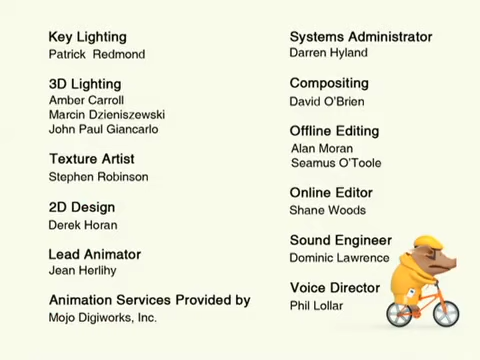 Key Lighting
Patrick Redmond
3D Lighting
Amber Carroll
Marcin Dzieniszewski
John Paul Giancarlo
Texture Artist
Stephen Robinson
2D Design
Derek Horan
Lead Animator
Jean Herlihy
Animation Services Provided by
Mojo Digiworks, Inc.
Systems Administrator
Darren Hyland
Compositing
David O'Brien
Offline Editing
Alan Moran
Seamus O'Toole
Online Editor
Shane Woods
Sound Engineer
Dominic Lawrence
Voice Director
Phil Lollar